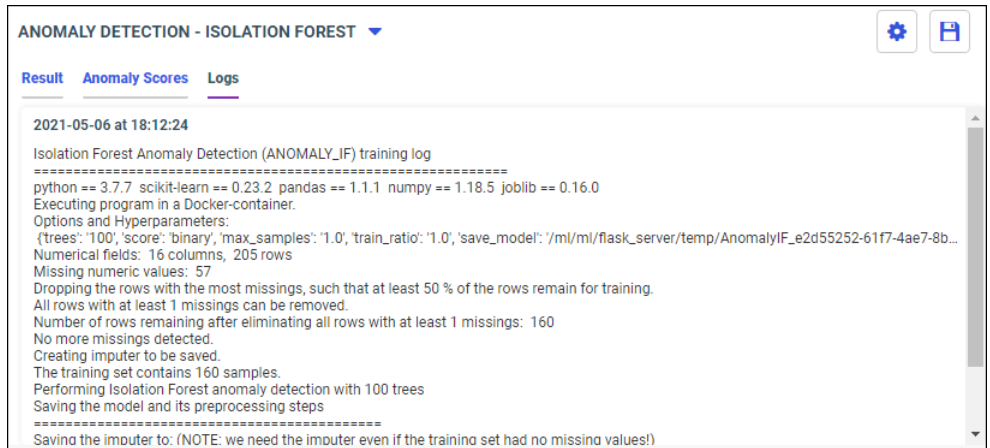 ANOMALY DETECTION - ISOLATION FOREST
Result Anomaly Scores Logs
2021-05-06 at 18:12:24
Isolation Forest Anomaly Detection (ANOMALY_IF) training log
============================================================
python == 3.7.7 scikit-learn == 0.23.2 pandas == 1.1.1 numpy == 1.18.5 joblib == 0.16.0
Executing program in a Docker-container.
Options and Hyperparameters:
{'trees': '100', 'score': 'binary', 'max_samples': '1.0', 'train_ratio': '1.0', 'save_model': '/ml/ml/flask_server/temp/AnomalyIF_e2d55252-61f7-4ae7-8b...
Numerical fields: 16 columns, 205 rows
Missing numeric values: 57
Dropping the rows with the most missings, such that at least 50 % of the rows remain for training.
All rows with at least 1 missings can be removed.
Number of rows remaining after eliminating all rows with at least 1 missings: 160
No more missings detected.
Creating imputer to be saved.
The training set contains 160 samples.
Performing Isolation Forest anomaly detection with 100 trees
Saving the model and its preprocessing steps
============================================
Saving the imputer to: (NOTE: we need the imputer even if the training set had no missing values!)